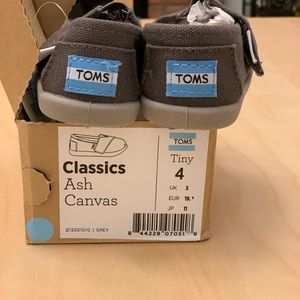 TOMS
TOMS
Classics
Ash
Canvas
TOMS
Tiny
4
UK 3
EUR 19.5
JP 11
D13001D10 | GREY
8 44229 07051 6